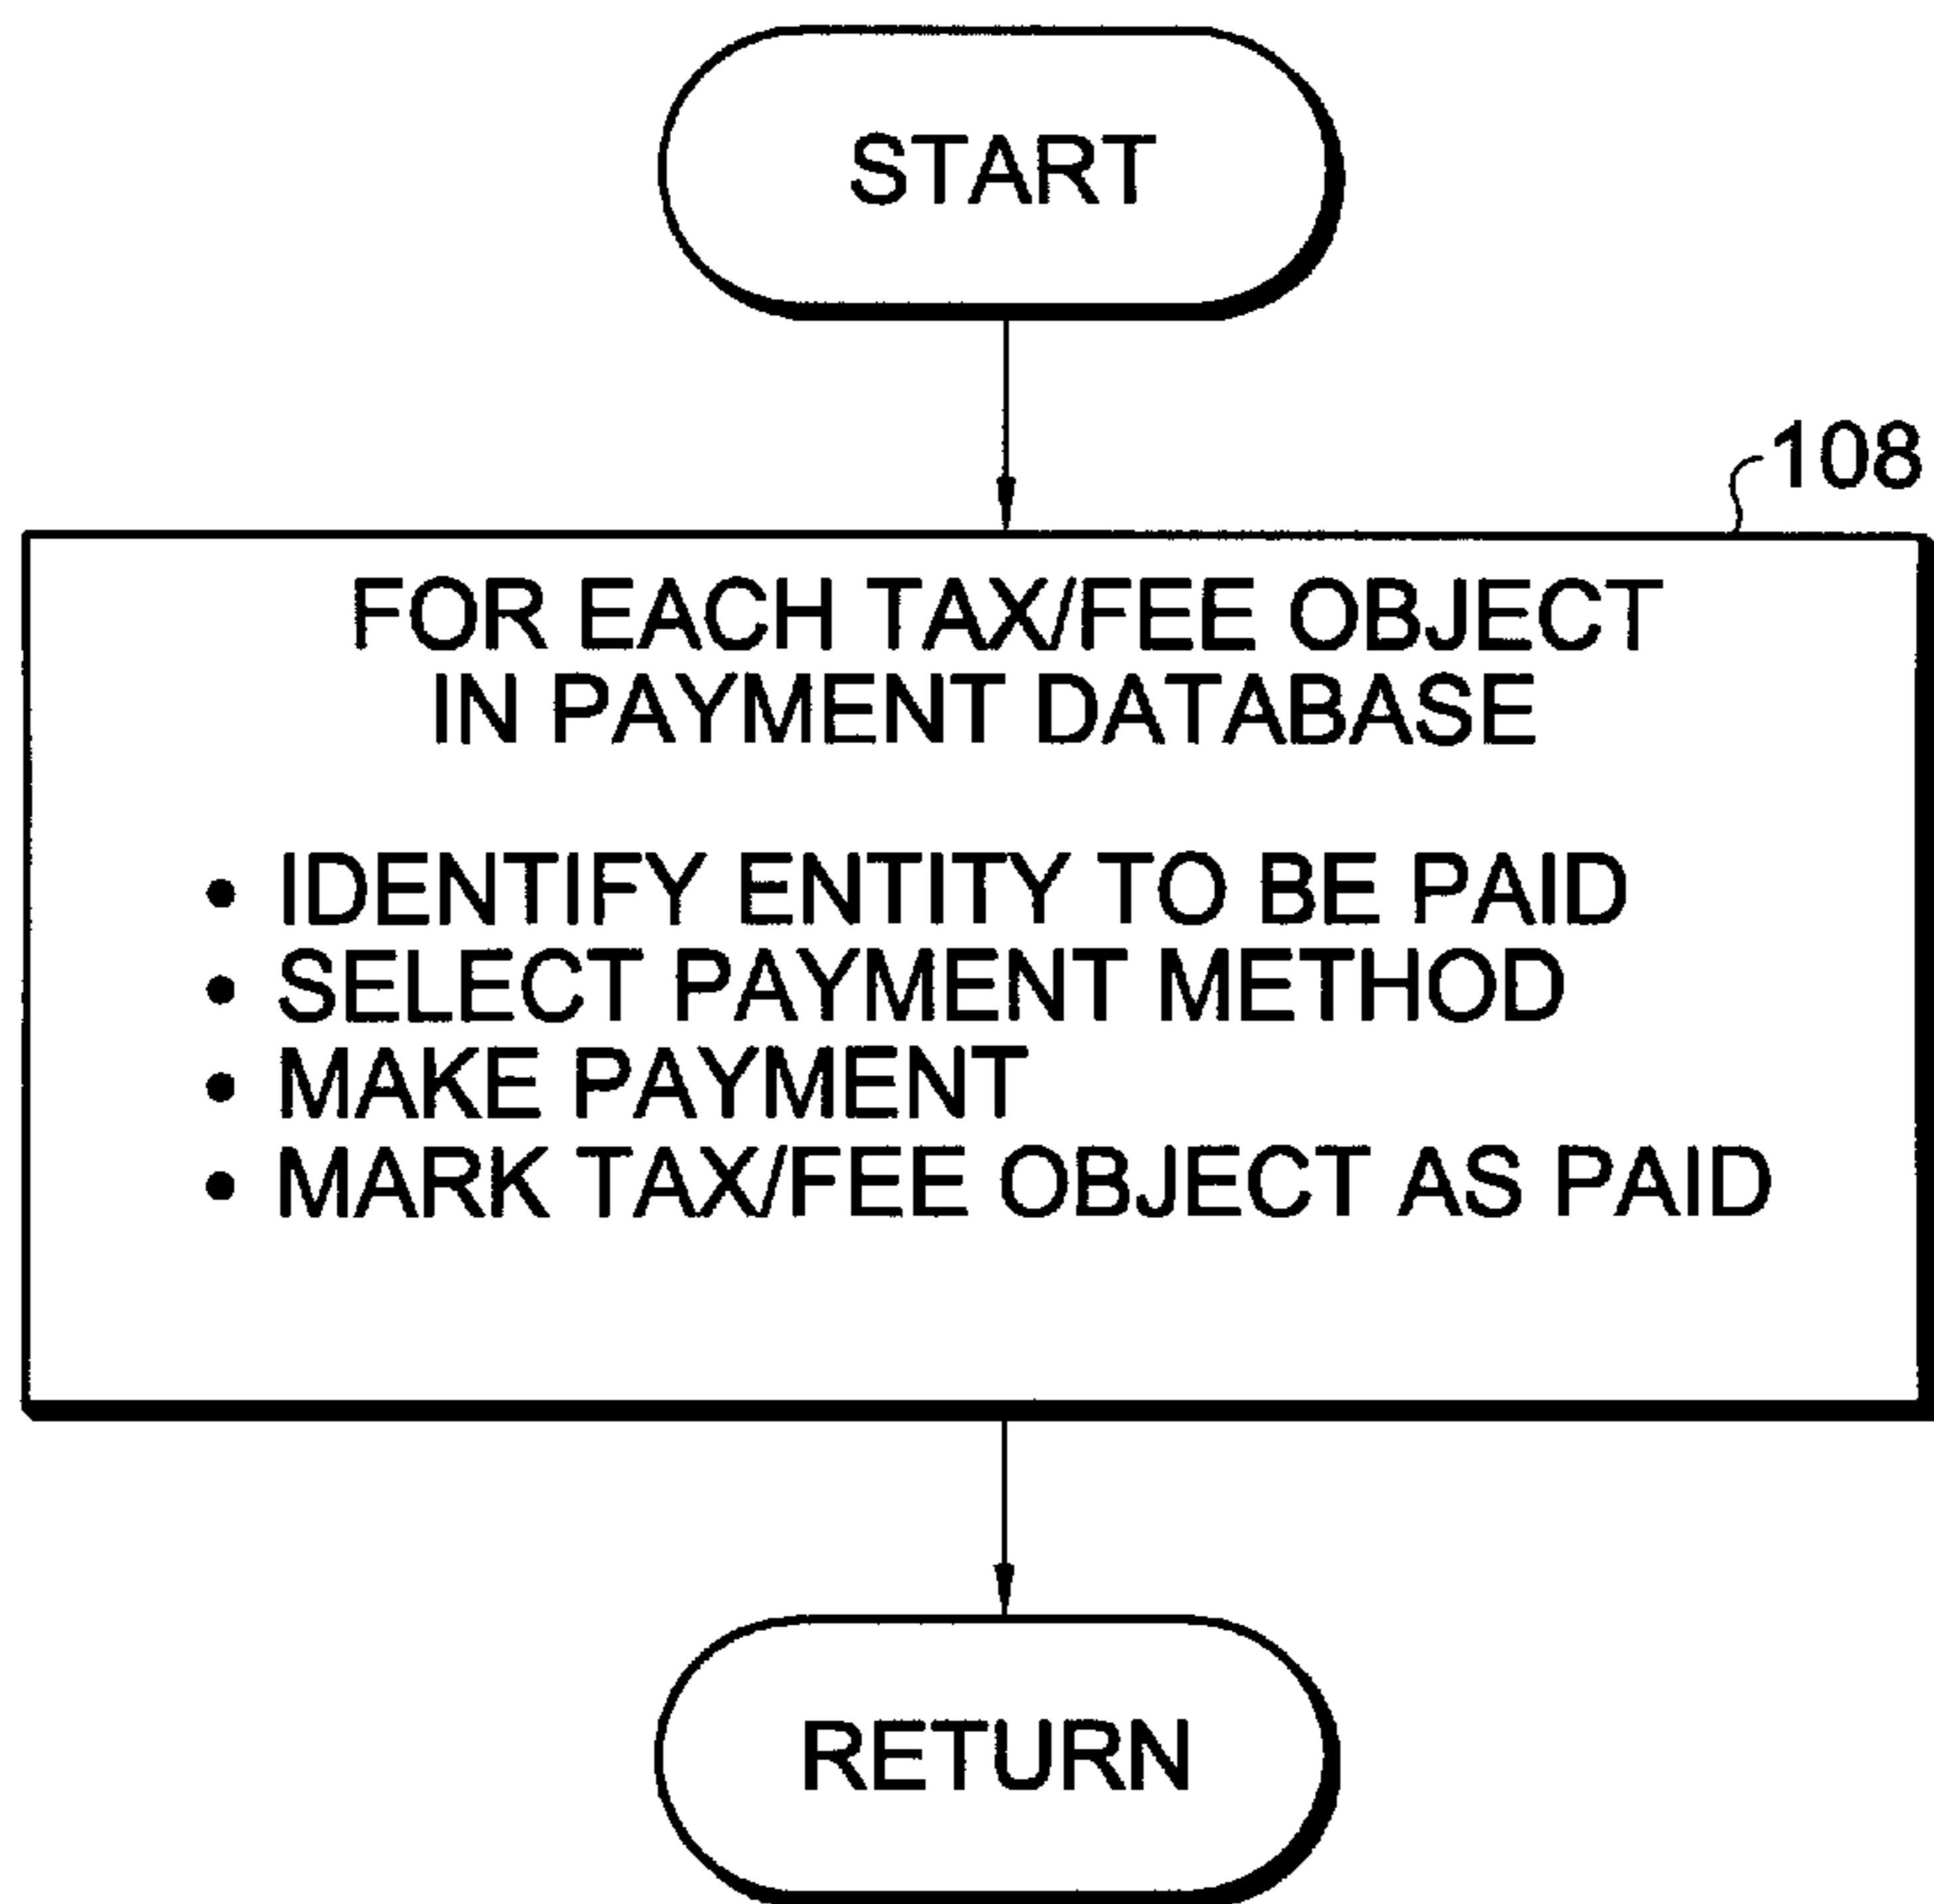 START
108
FOR EACH TAX/FEE OBJECT
IN PAYMENT DATABASE
• IDENTIFY ENTITY TO BE PAID
• SELECT PAYMENT METHOD
• MAKE PAYMENT
• MARK TAX/FEE OBJECT AS PAID
RETURN